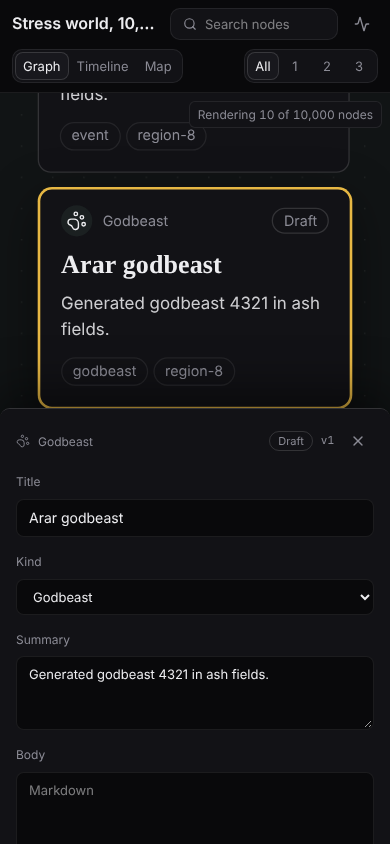 Stress world, 10,...
Search nodes
Graph
Timeline
Map
All
1
2
3
fields.
Rendering 10 of 10,000 nodes
event
region-8
Godbeast
Draft
Arar godbeast
Generated godbeast 4321 in ash
fields.
godbeast
region-8
Godbeast
Draft
v1
Title
Arar godbeast
Kind
Godbeast
Summary
Generated godbeast 4321 in ash fields.
Body
Markdown